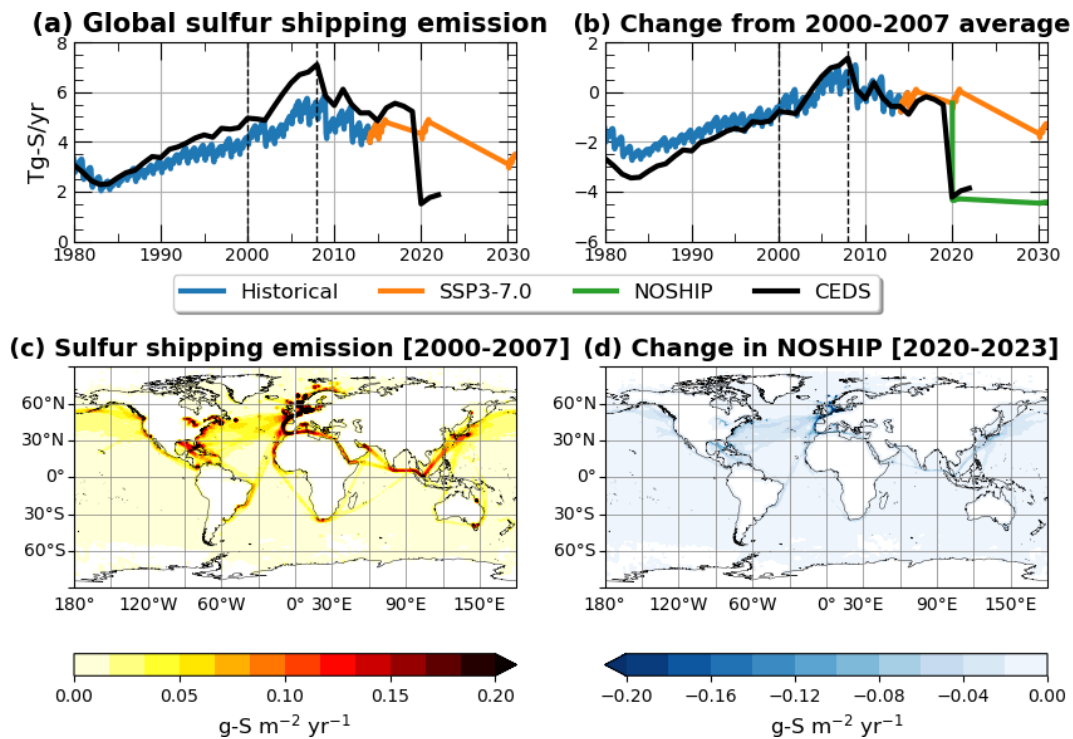 (a) Global sulfur shipping emission
(b) Change from 2000-2007 average
Tg-S/yr
8
6
4
2
0
1980 1990 2000 2010 2020 2030
2
0
−2
−4
−6
1980 1990 2000 2010 2020 2030
Historical SSP3-7.0 NOSHIP CEDS
(c) Sulfur shipping emission [2000-2007]
(d) Change in NOSHIP [2020-2023]
60°N
30°N
0°
30°S
60°S
180° 120°W 60°W 0° 30°E 90°E 150°E
60°N
30°N
0°
30°S
60°S
180° 120°W 60°W 0° 30°E 90°E 150°E
0.00 0.05 0.10 0.15 0.20
g-S m⁻² yr⁻¹
−0.20 −0.16 −0.12 −0.08 −0.04 0.00
g-S m⁻² yr⁻¹